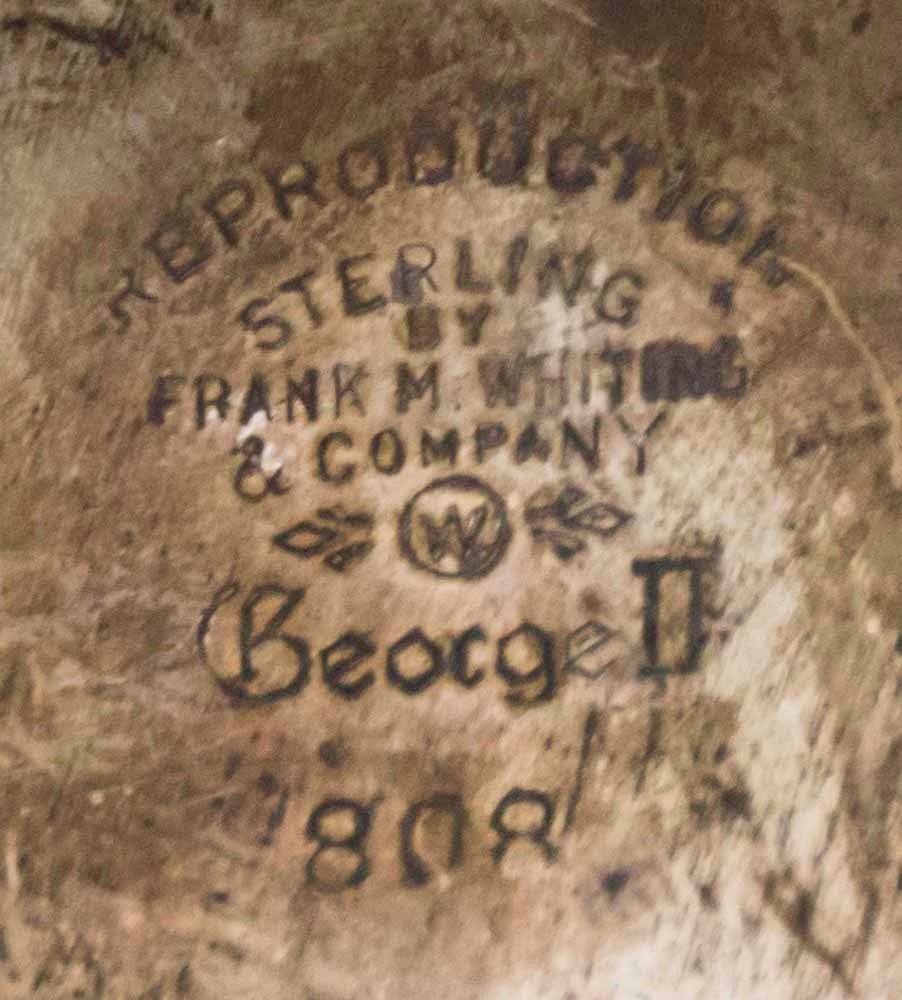 REPRODUCTION
STERLING
BY
FRANK M. WHITING
& COMPANY
W
George II
808